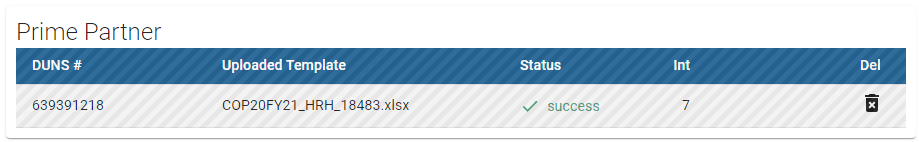 Prime Partner
DUNS # Uploaded Template Status Int Del
639391218 COP20FY21_HRH_18483.xlsx success 7